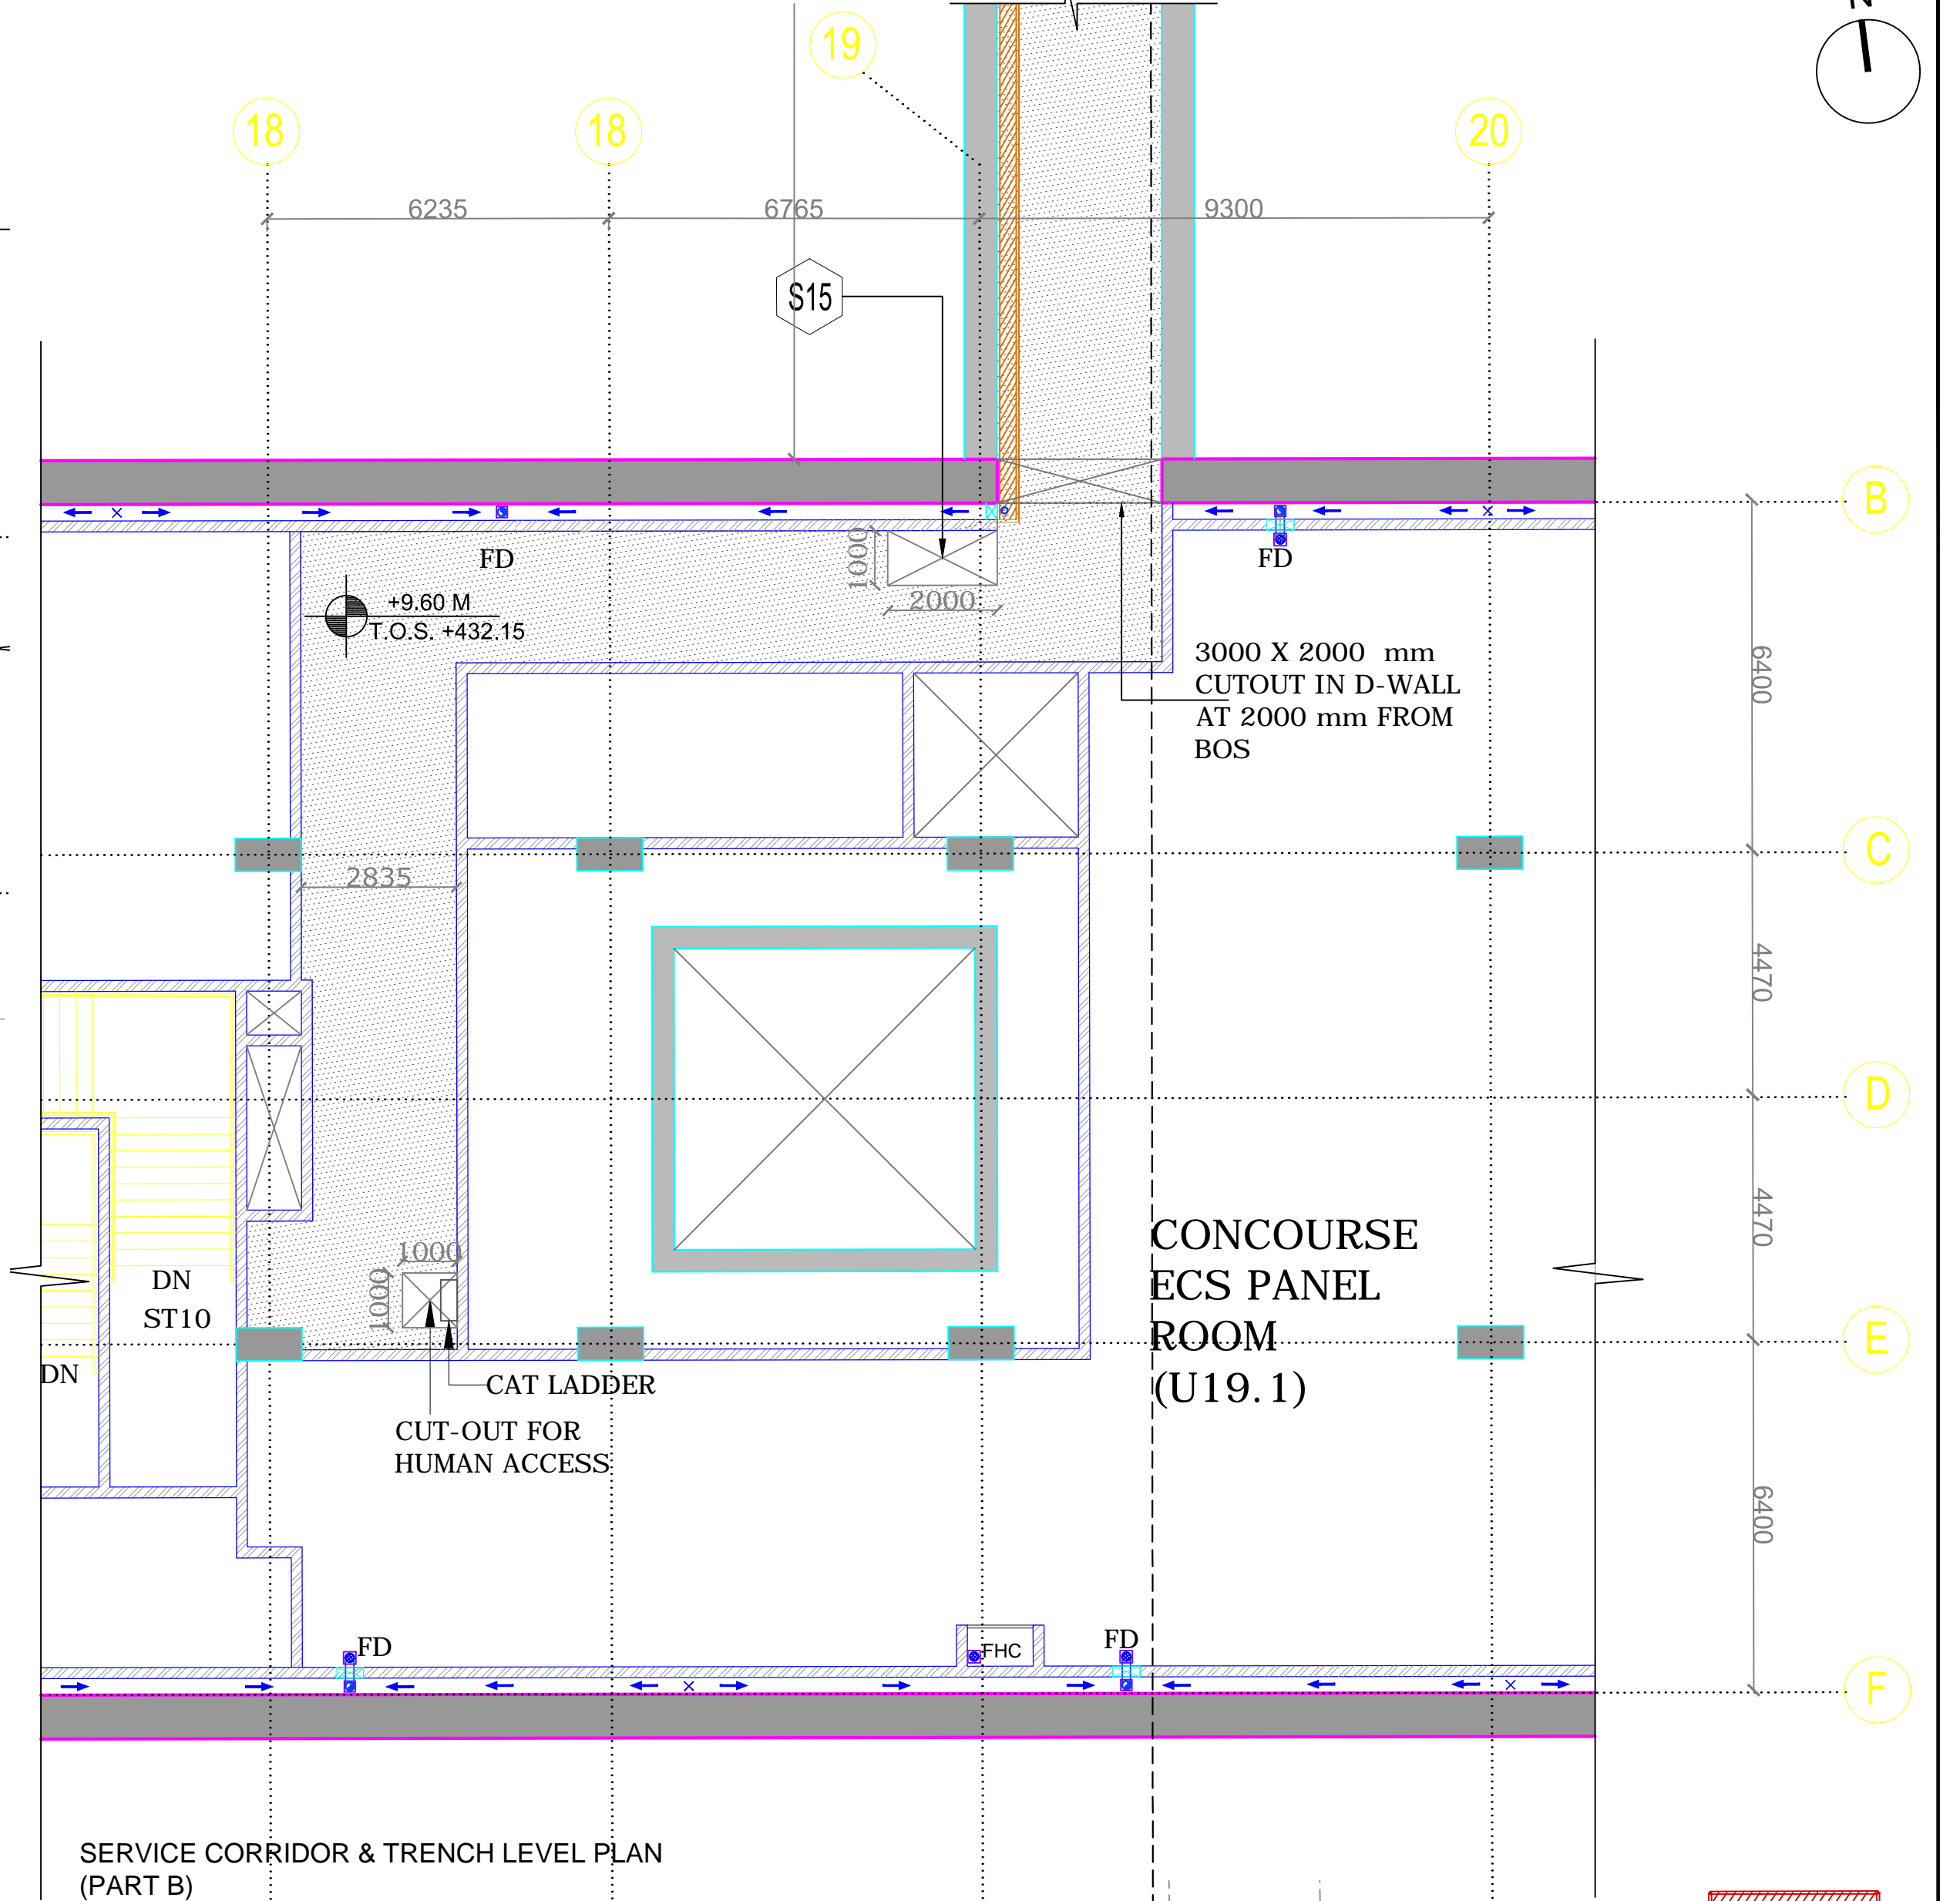 N
19
18
18
20
6235
6765
9300
S15
B
FD
1000
FD
+9.60 M
T.O.S. +432.15
2000
3000 X 2000 mm
CUTOUT IN D-WALL
AT 2000 mm FROM
BOS
6400
C
2835
4470
D
4470
CONCOURSE
ECS PANEL
ROOM
(U19.1)
1000
1000
DN
ST10
E
DN
CAT LADDER
CUT-OUT FOR
HUMAN ACCESS
6400
FD
FHC
FD
F
SERVICE CORRIDOR & TRENCH LEVEL PLAN
(PART B)